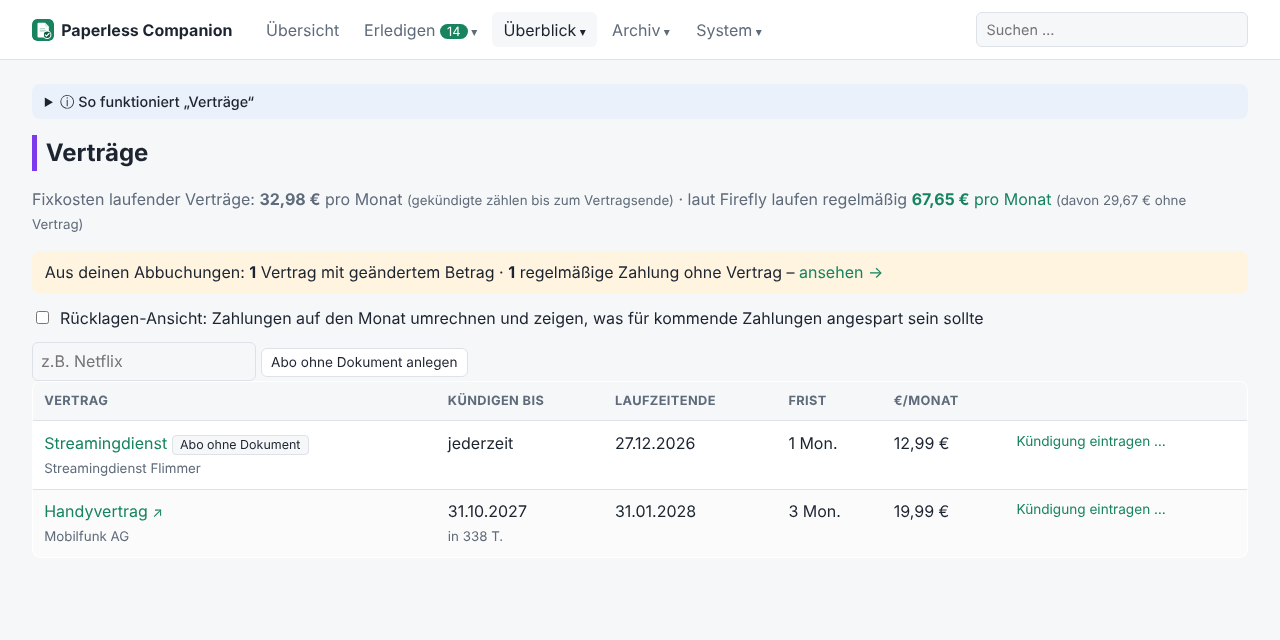 Paperless Companion
Übersicht
Erledigen 14 ▾
Überblick ▾
Archiv ▾
System ▾
Suchen ...
▶ ⓘ So funktioniert „Verträge“
Verträge
Fixkosten laufender Verträge: 32,98 € pro Monat (gekündigte zählen bis zum Vertragsende) · laut Firefly laufen regelmäßig 67,65 € pro Monat (davon 29,67 € ohne
Vertrag)
Aus deinen Abbuchungen: 1 Vertrag mit geändertem Betrag · 1 regelmäßige Zahlung ohne Vertrag – ansehen →
Rücklagen-Ansicht: Zahlungen auf den Monat umrechnen und zeigen, was für kommende Zahlungen angespart sein sollte
z.B. Netflix
Abo ohne Dokument anlegen
VERTRAG KÜNDIGEN BIS LAUFZEITENDE FRIST €/MONAT
Streamingdienst Abo ohne Dokument jederzeit 27.12.2026 1 Mon. 12,99 € Kündigung eintragen ...
Streamingdienst Flimmer
Handyvertrag ↗ 31.10.2027 31.01.2028 3 Mon. 19,99 € Kündigung eintragen ...
Mobilfunk AG in 338 T.